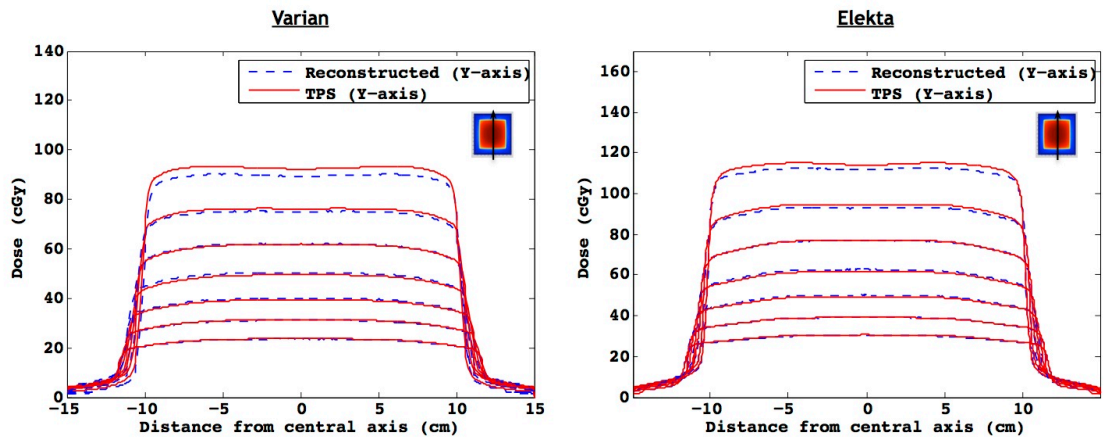 Varian
140
120
100
80
60
40
20
0
Dose (cGy)
Reconstructed (Y-axis)
TPS (Y-axis)
−15 −10 −5 0 5 10 15
Distance from central axis (cm)
Elekta
160
140
120
100
80
60
40
20
0
Dose (cGy)
Reconstructed (Y-axis)
TPS (Y-axis)
−10 −5 0 5 10
Distance from central axis (cm)